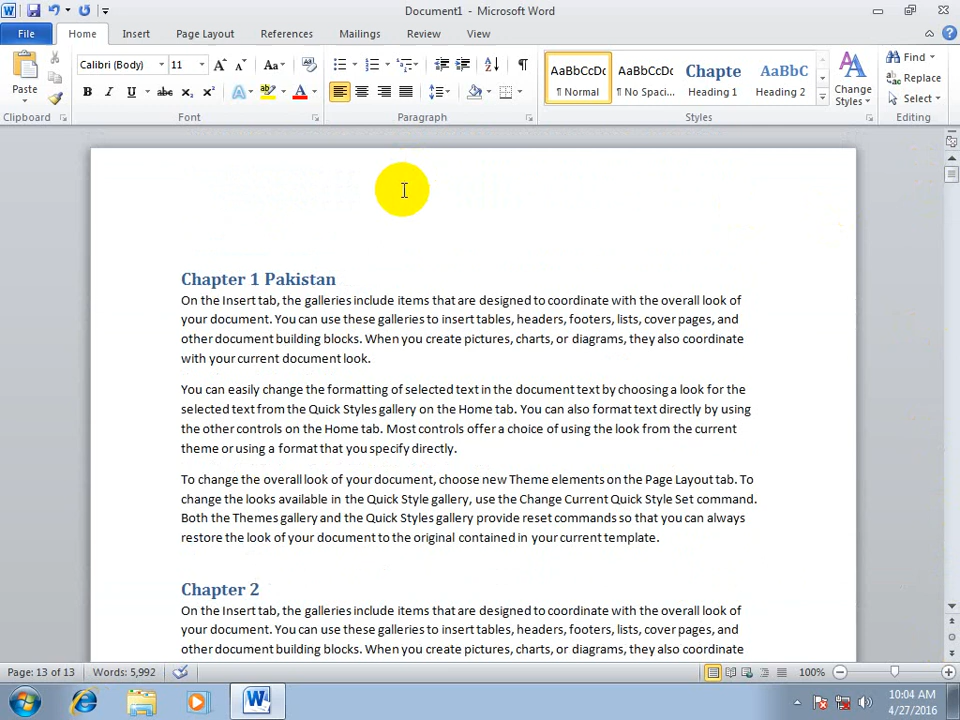 Document1 - Microsoft Word
File Home Insert Page Layout References Mailings Review View
Paste
Calibri (Body) 11
AaBbCcDc AaBbCcDc Chapte AaBbC
¶ Normal ¶ No Spaci... Heading 1 Heading 2
Change
Styles
Find
Replace
Select
Clipboard Font Paragraph Styles Editing
Chapter 1 Pakistan
On the Insert tab, the galleries include items that are designed to coordinate with the overall look of
your document. You can use these galleries to insert tables, headers, footers, lists, cover pages, and
other document building blocks. When you create pictures, charts, or diagrams, they also coordinate
with your current document look.
You can easily change the formatting of selected text in the document text by choosing a look for the
selected text from the Quick Styles gallery on the Home tab. You can also format text directly by using
the other controls on the Home tab. Most controls offer a choice of using the look from the current
theme or using a format that you specify directly.
To change the overall look of your document, choose new Theme elements on the Page Layout tab. To
change the looks available in the Quick Style gallery, use the Change Current Quick Style Set command.
Both the Themes gallery and the Quick Styles gallery provide reset commands so that you can always
restore the look of your document to the original contained in your current template.
Chapter 2
On the Insert tab, the galleries include items that are designed to coordinate with the overall look of
your document. You can use these galleries to insert tables, headers, footers, lists, cover pages, and
other document building blocks. When you create pictures, charts, or diagrams, they also coordinate
Page: 13 of 13 Words: 5,992 100%
10:04 AM
4/27/2016